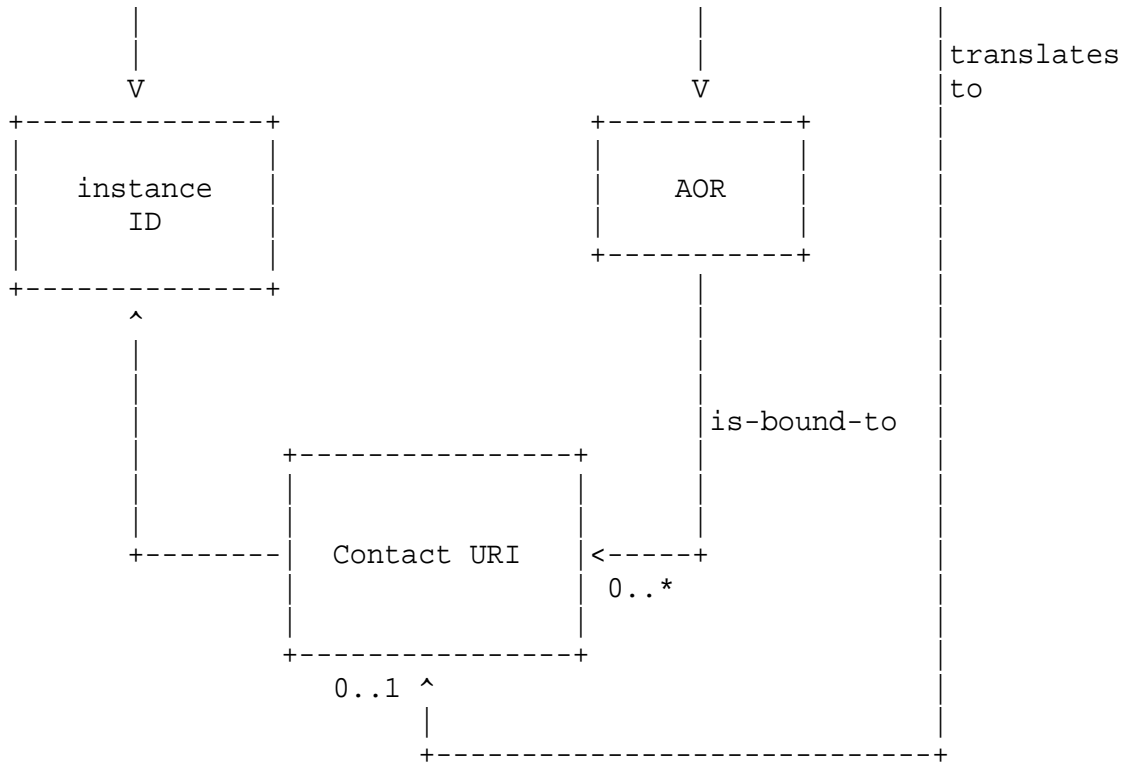 translates
V V to
instance AOR
ID
^
is-bound-to
Contact URI <
0..*
0..1 ^